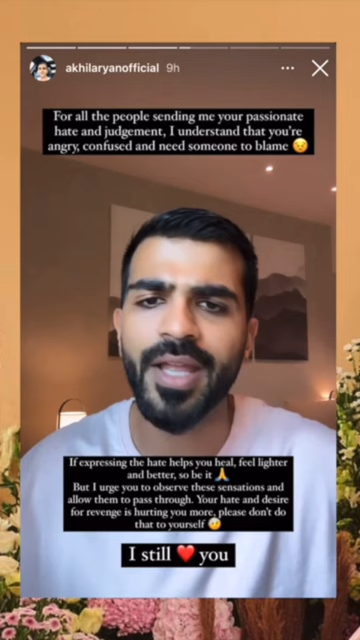 akhilaryanofficial 9h
For all the people sending me your passionate
hate and judgement, I understand that you're
angry, confused and need someone to blame 😣
If expressing the hate helps you heal, feel lighter
and better, so be it 🙏
But I urge you to observe these sensations and
allow them to pass through. Your hate and desire
for revenge is hurting you more, please don't do
that to yourself 😇
I still ❤️ you